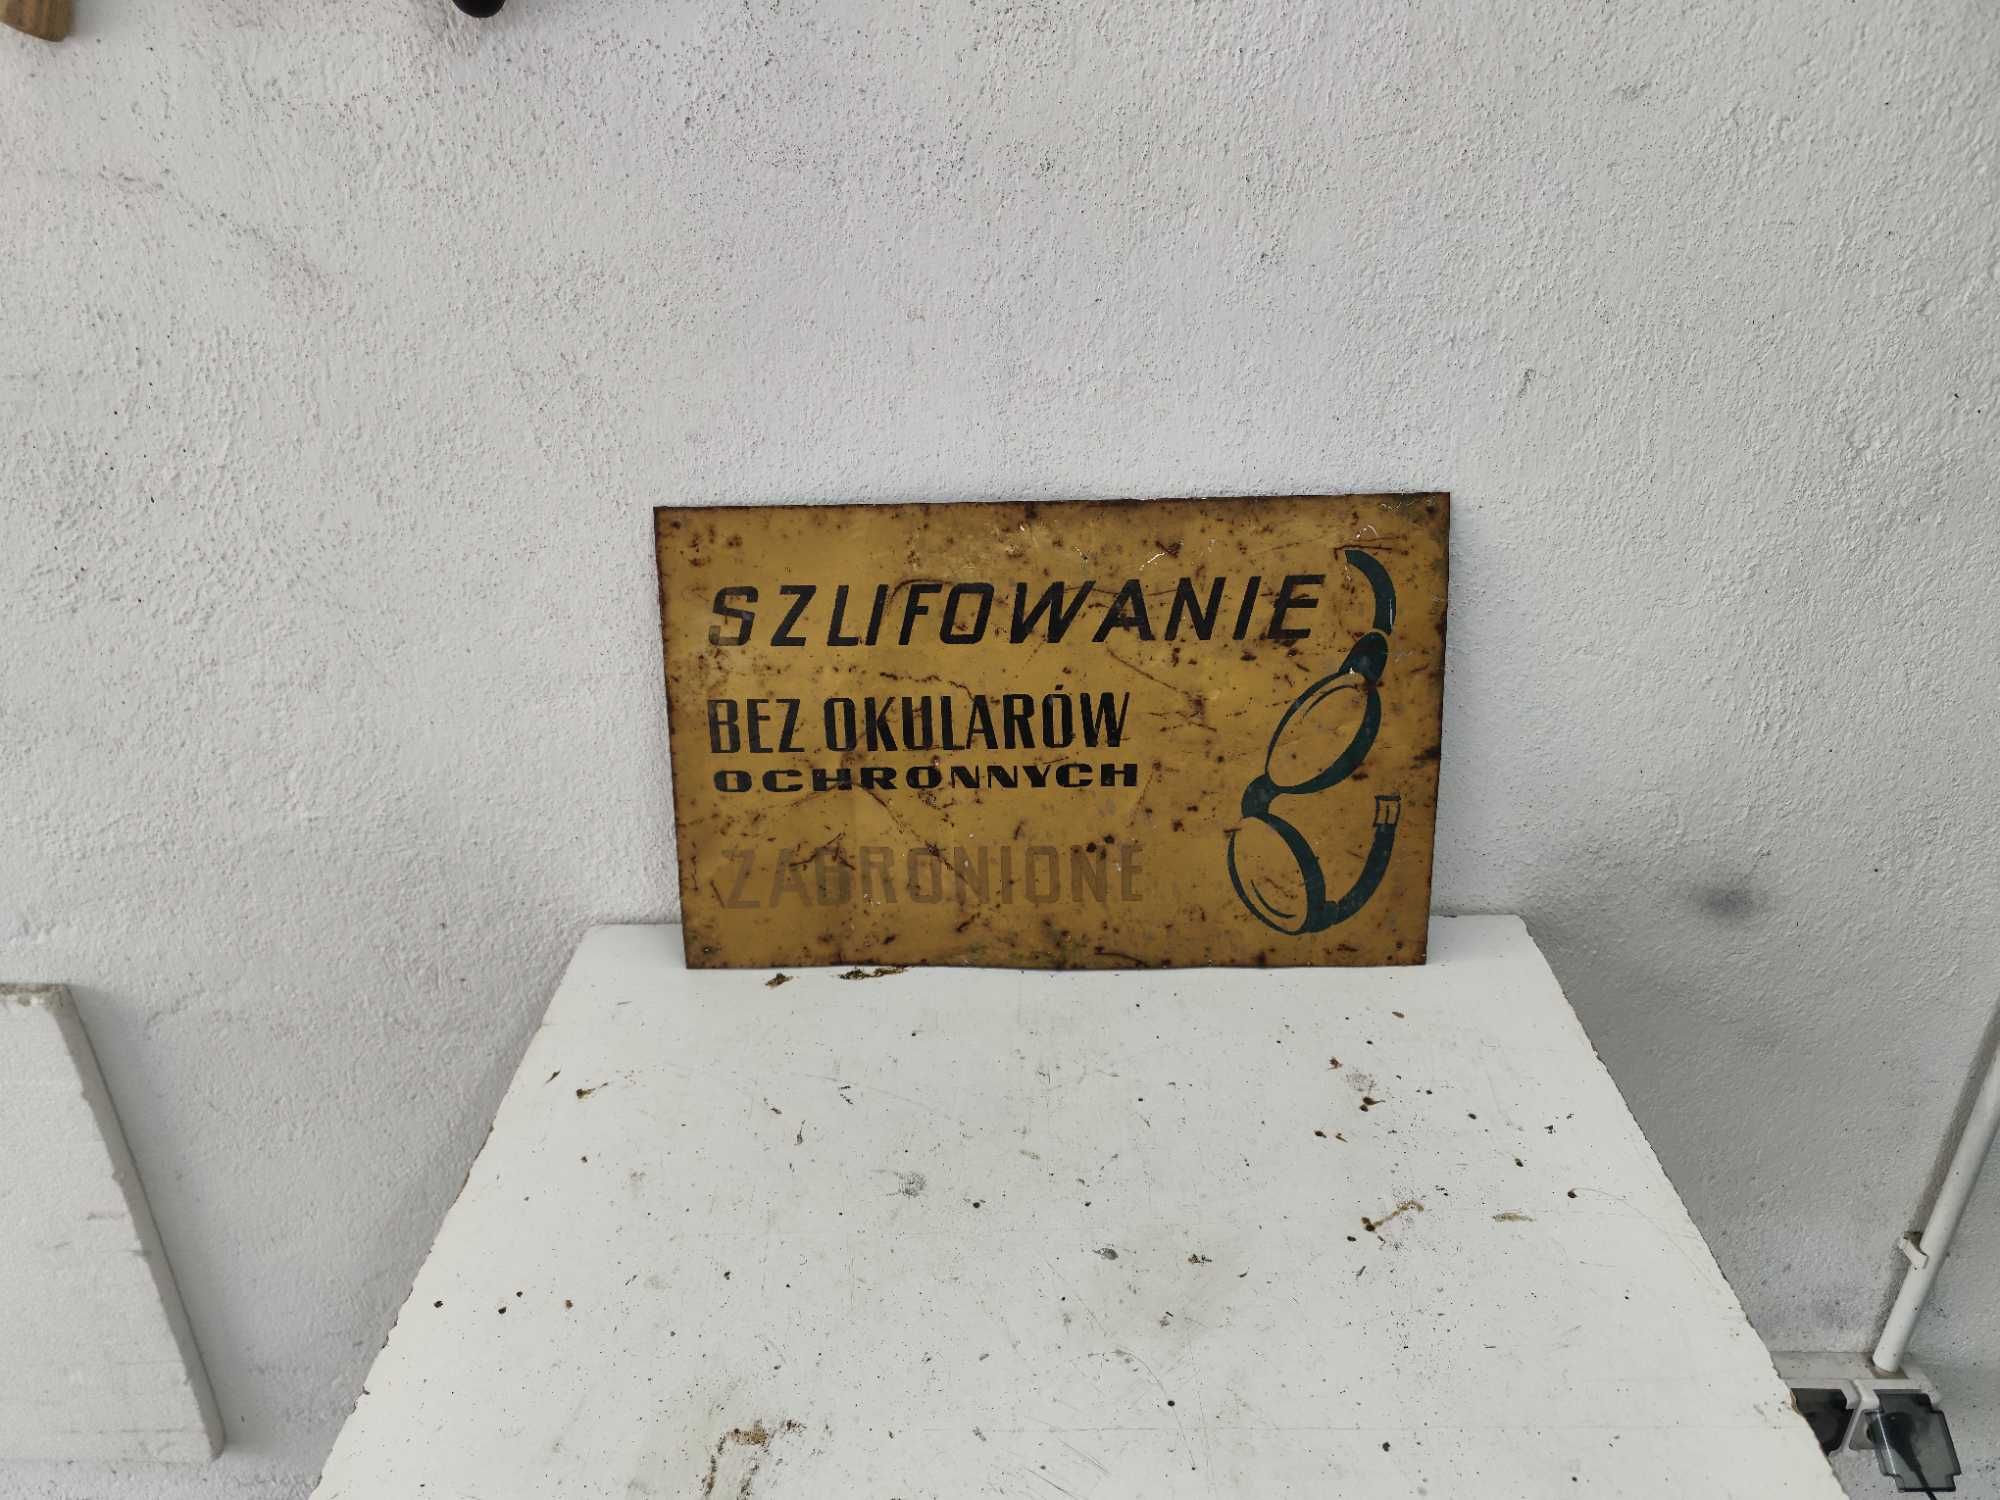 SZLIFOWANIE
BEZ OKULARÓW
OCHRONNYCH
ZABRONIONE